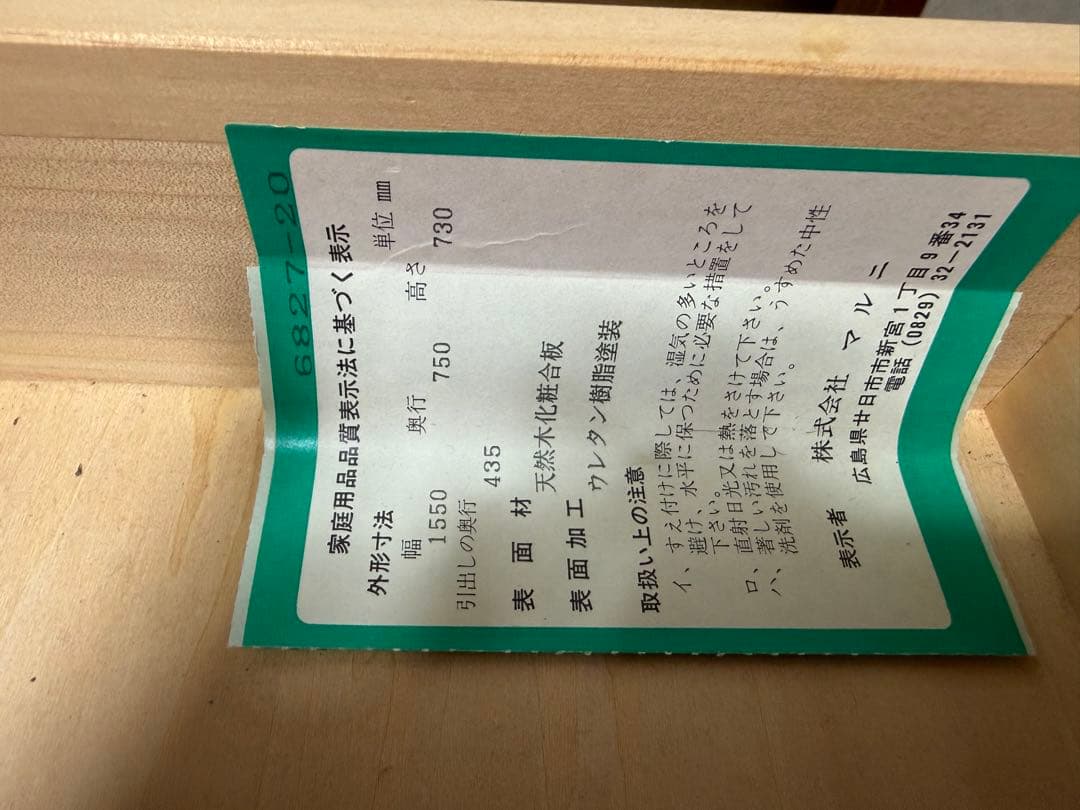 6827-20
家庭用品品質表示法に基づく表示
外形寸法 単位 ㎜
幅 奥行 高さ
1550 750 730
引出しの奥行 435
表面材 天然木化粧合板
表面加工 ウレタン樹脂塗装
取扱い上の注意
イ、すえ付けに際しては、湿気の多いところを
避け、水平に保つために必要な措置をして
下さい。
ロ、直射日光又は熱をさけて下さい。
ハ、著しい汚れを落とす場合は、うすめた中性
洗剤を使用して下さい。
表示者 株式会社 マルニ
広島県廿日市市新宮1丁目9番34
電話 (0829) 32-2131